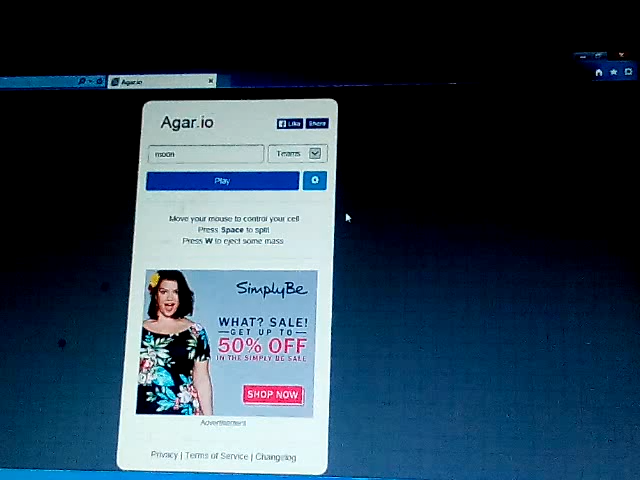 Agar.io
Agar.io
Like Share
moon
Teams
Play
Move your mouse to control your cell
Press Space to split
Press W to eject some mass
SimplyBe
WHAT? SALE!
GET UP TO
50% OFF
IN THE SIMPLY BE SALE
SHOP NOW
Advertisement
Privacy | Terms of Service | Changelog